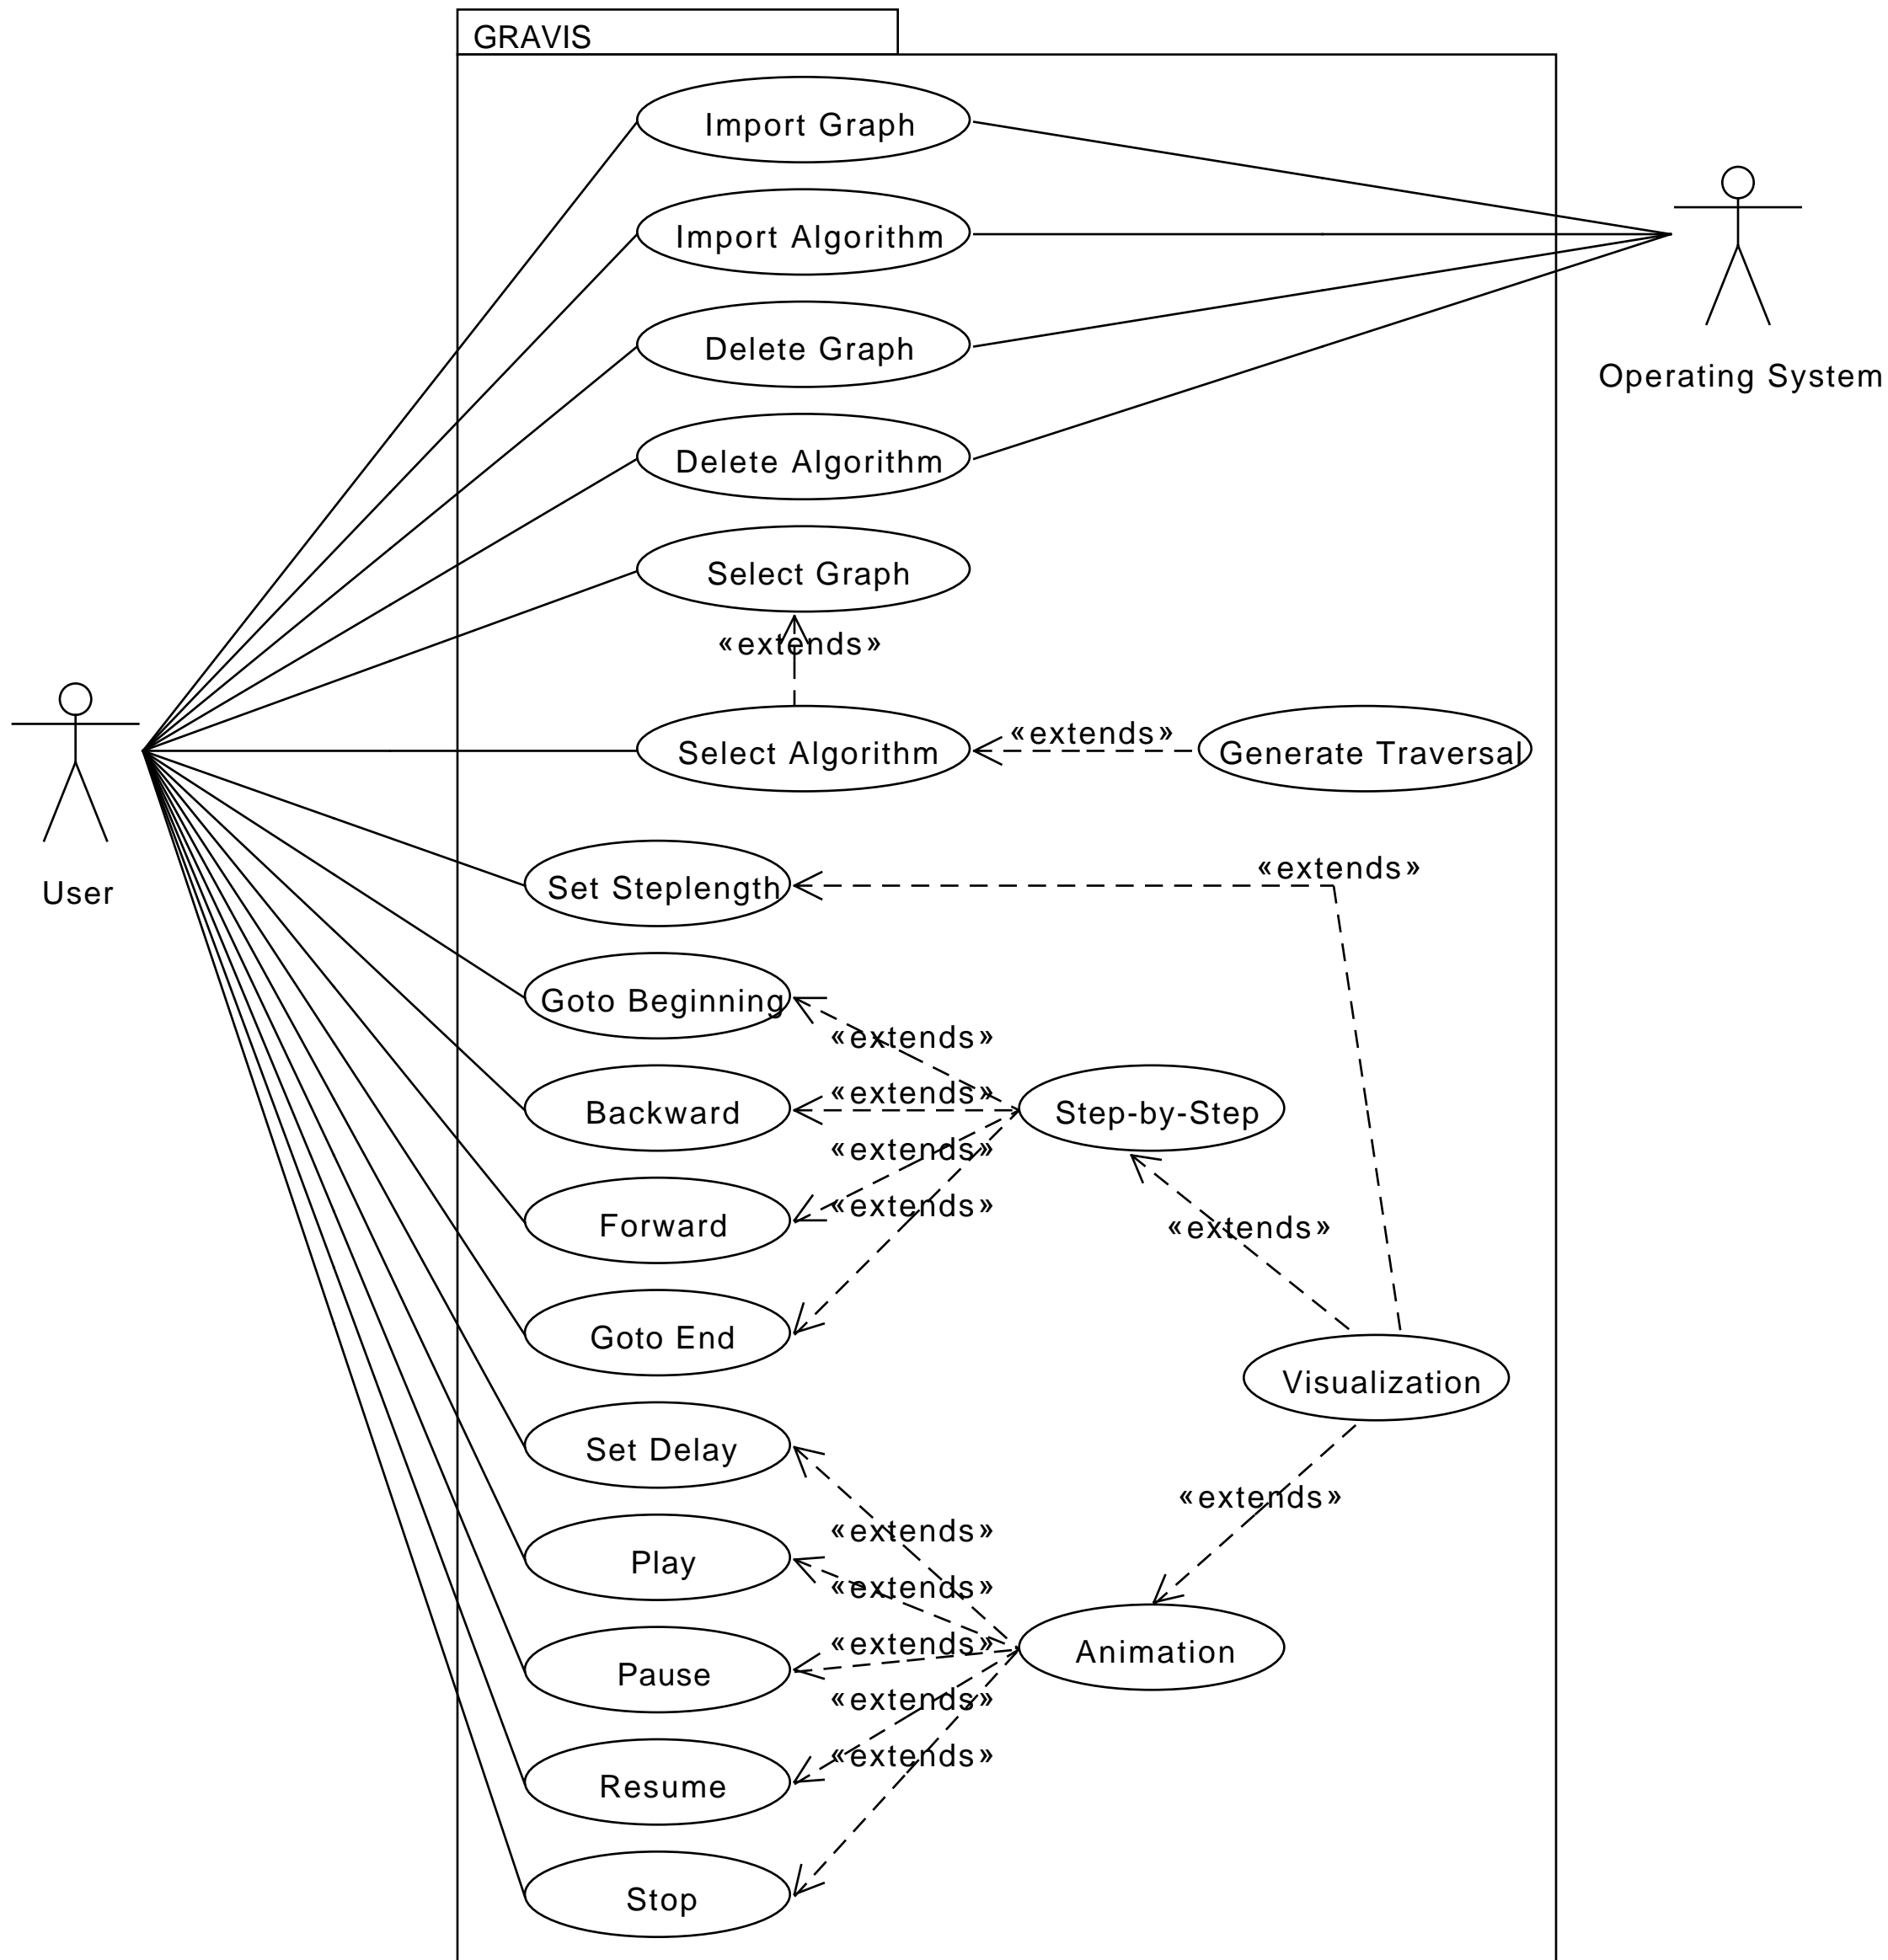 GRAVIS
Import Graph
Import Algorithm
Delete Graph
Operating System
Delete Algorithm
Select Graph
«extends»
Select Algorithm
«extends»
Generate Traversal
User
Set Steplength
«extends»
Goto Beginning
«extends»
Backward
«extends»
Step-by-Step
«extends»
Forward
«extends»
«extends»
Goto End
Visualization
Set Delay
«extends»
«extends»
Play
«extends»
Pause
«extends»
Animation
«extends»
Resume
«extends»
Stop